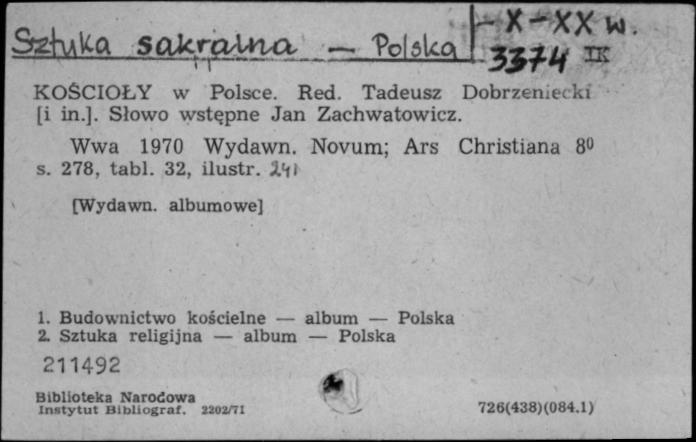 Sztuka sakralna — Polska - X - XX w.
3374 IK
KOŚCIOŁY w Polsce. Red. Tadeusz Dobrzeniecki
[i in.]. Słowo wstępne Jan Zachwatowicz.
Wwa 1970 Wydawn. Novum; Ars Christiana 8⁰
s. 278, tabl. 32, ilustr. 241
[Wydawn. albumowe]
1. Budownictwo kościelne — album — Polska
2. Sztuka religijna — album — Polska
211492
Biblioteka Narodowa
Instytut Bibliograf. 2202/71
726(438)(084.1)